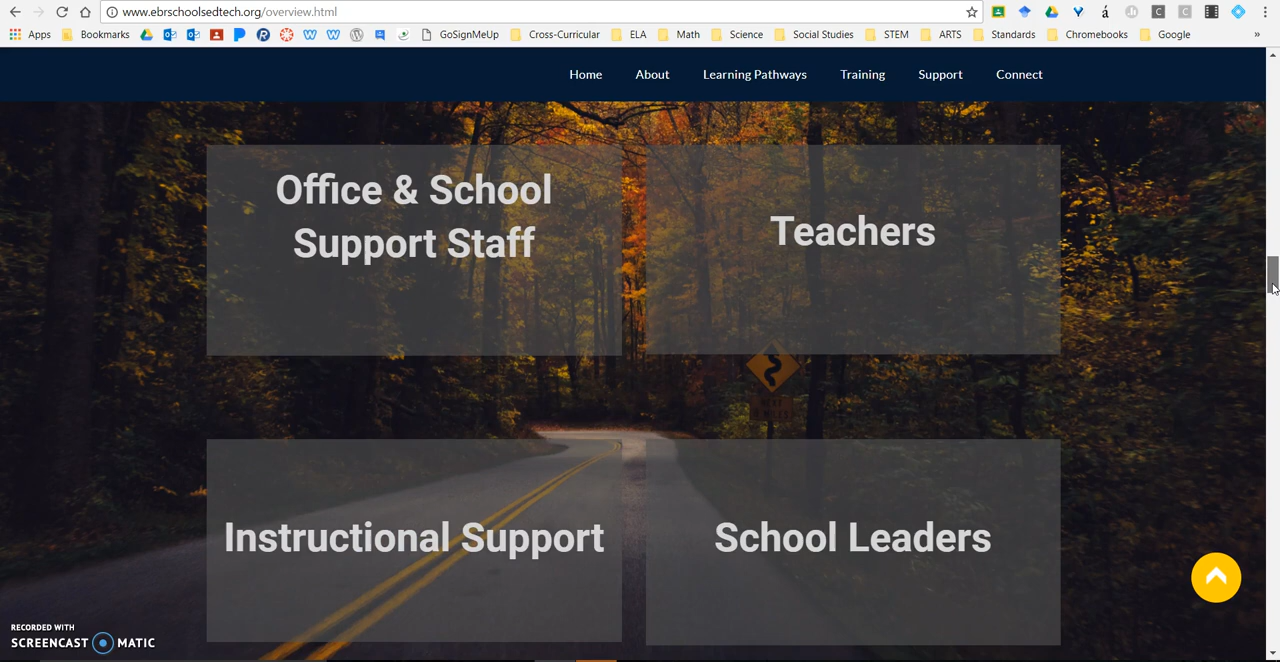 www.ebrschoolsedtech.org/overview.html
Apps Bookmarks GoSignMeUp Cross-Curricular ELA Math Science Social Studies STEM ARTS Standards Chromebooks Google »
Home About Learning Pathways Training Support Connect
Office & School
Support Staff
Teachers
Instructional Support
School Leaders
RECORDED WITH
SCREENCAST MATIC